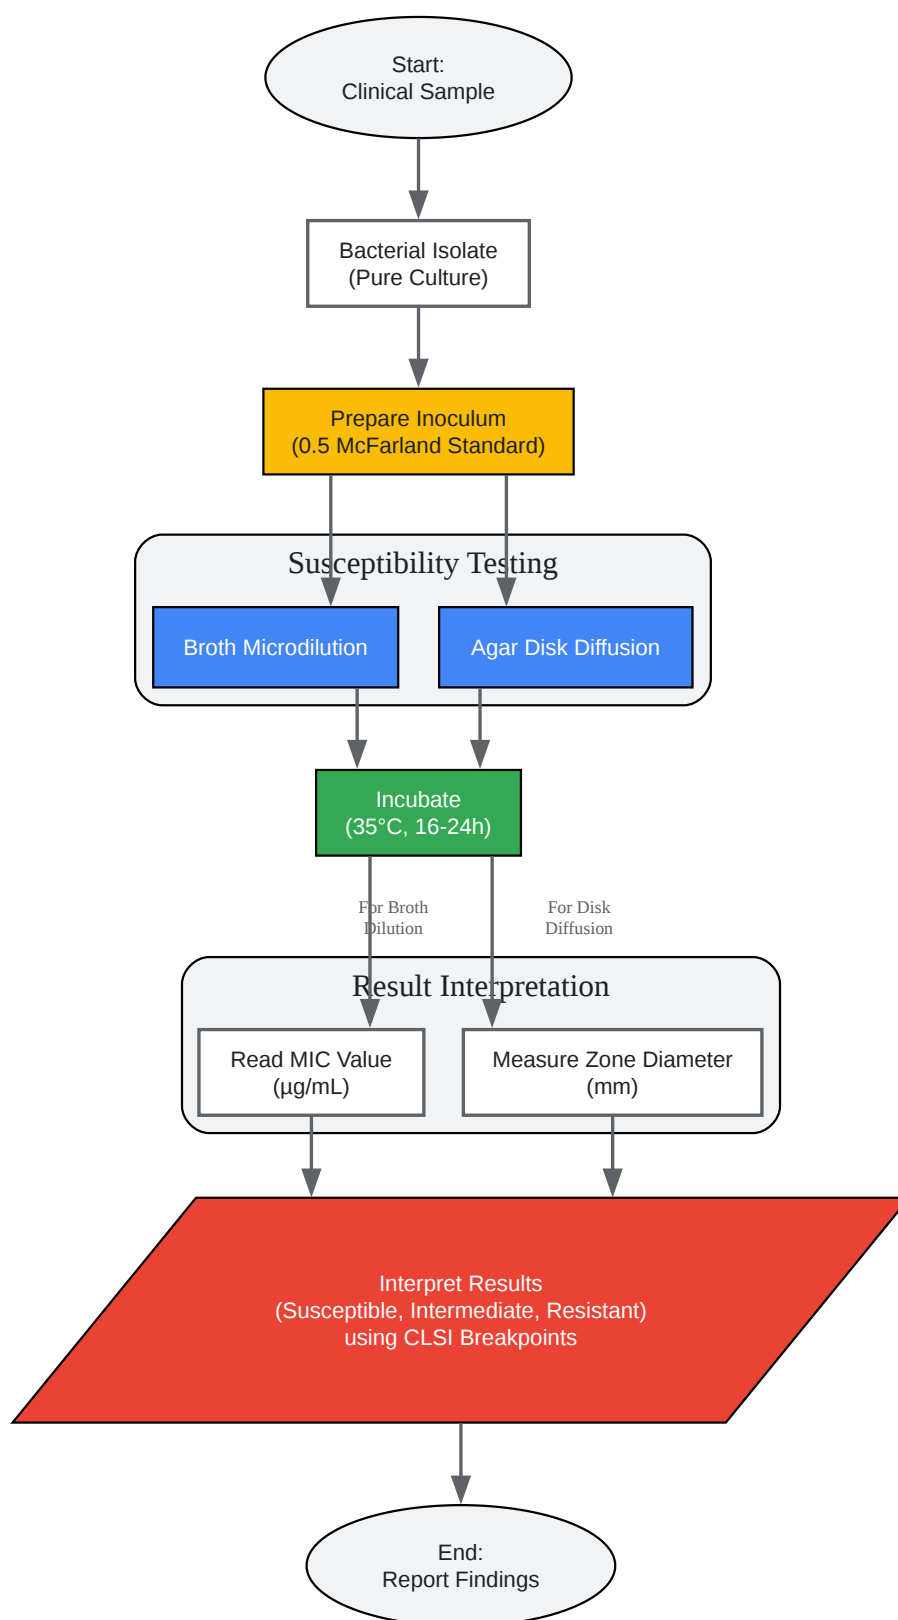 Start:
Clinical Sample
Bacterial Isolate
(Pure Culture)
Prepare Inoculum
(0.5 McFarland Standard)
Susceptibility Testing
Broth Microdilution
Agar Disk Diffusion
Incubate
(35°C, 16-24h)
For Broth
Dilution
For Disk
Diffusion
Result Interpretation
Read MIC Value
(µg/mL)
Measure Zone Diameter
(mm)
Interpret Results
(Susceptible, Intermediate, Resistant)
using CLSI Breakpoints
End:
Report Findings